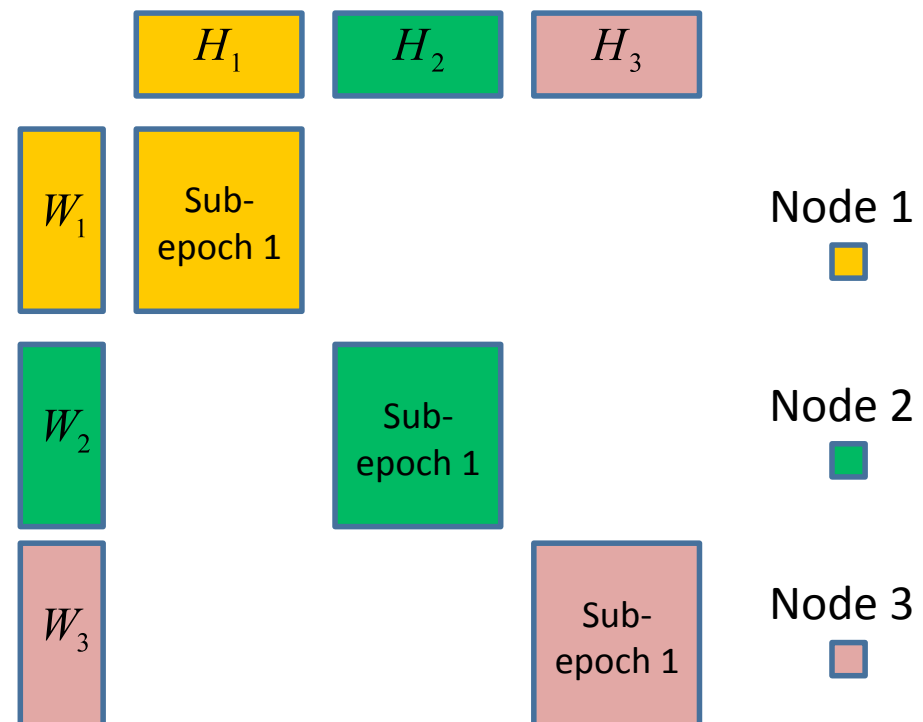 H₁ H₂ H₃
W₁
Sub-
epoch 1
Node 1
W₂
Sub-
epoch 1
Node 2
W₃
Sub-
epoch 1
Node 3